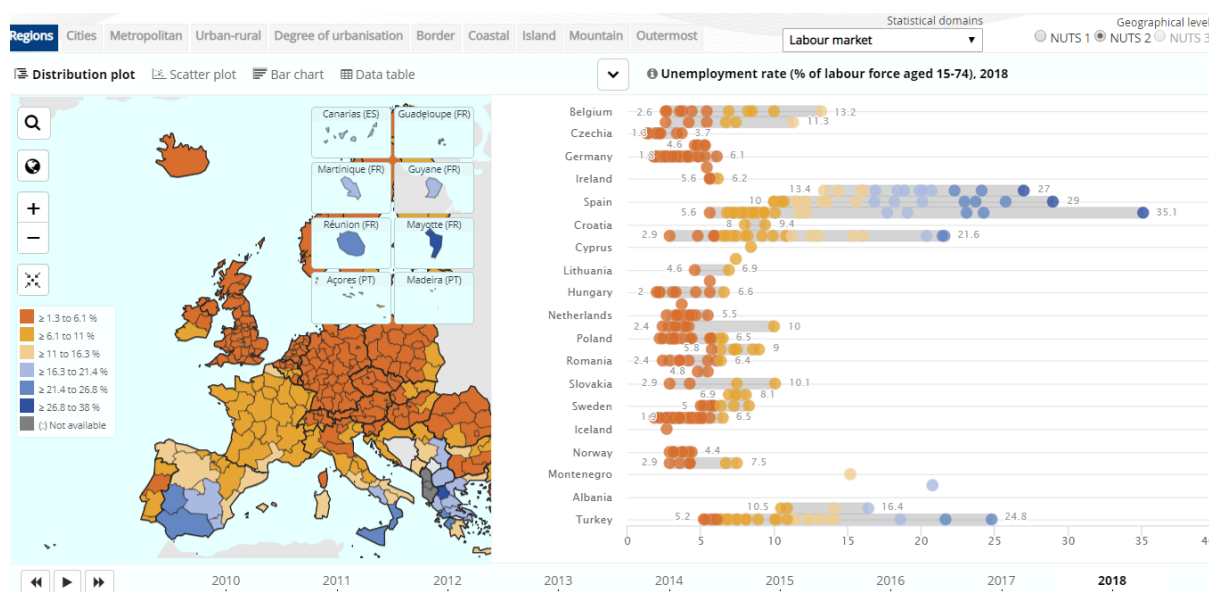 Statistical domains
Geographical level
Regions Cities Metropolitan Urban-rural Degree of urbanisation Border Coastal Island Mountain Outermost
Labour market
NUTS 1 NUTS 2 NUTS 3
Distribution plot Scatter plot Bar chart Data table
Unemployment rate (% of labour force aged 15-74), 2018
Canarias (ES) Guadeloupe (FR)
Martinique (FR) Guyane (FR)
Réunion (FR) Mayotte (FR)
Açores (PT) Madeira (PT)
≥ 1.3 to 6.1 %
≥ 6.1 to 11 %
≥ 11 to 16.3 %
≥ 16.3 to 21.4 %
≥ 21.4 to 26.8 %
≥ 26.8 to 38 %
(:) Not available
Belgium 2.6 13.2
11.3
Czechia 3.7
4.6
Germany 1.8 6.1
Ireland 5.6 6.2
13.4 27
Spain 10 29
5.6 35.1
Croatia 8 9.4
2.9 21.6
Cyprus
Lithuania 4.6 6.9
Hungary 2 6.6
Netherlands 5.5
2.4 10
Poland 6.5
5.8 9
Romania 2.4 6.4
4.8
Slovakia 2.9 10.1
6.9 8.1
Sweden 5
1.9 6.5
Iceland
Norway 4.4
2.9 7.5
Montenegro
Albania
10.5 16.4
Turkey 5.2 24.8
0 5 10 15 20 25 30 35 40
2010 2011 2012 2013 2014 2015 2016 2017 2018